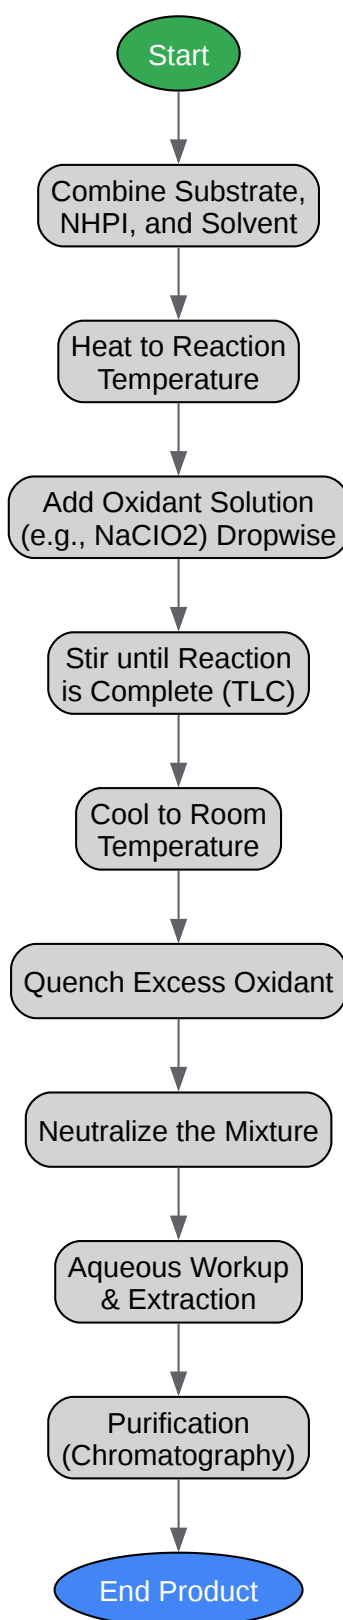 Start
Combine Substrate,
NHPI, and Solvent
Heat to Reaction
Temperature
Add Oxidant Solution
(e.g., NaClO2) Dropwise
Stir until Reaction
is Complete (TLC)
Cool to Room
Temperature
Quench Excess Oxidant
Neutralize the Mixture
Aqueous Workup
& Extraction
Purification
(Chromatography)
End Product